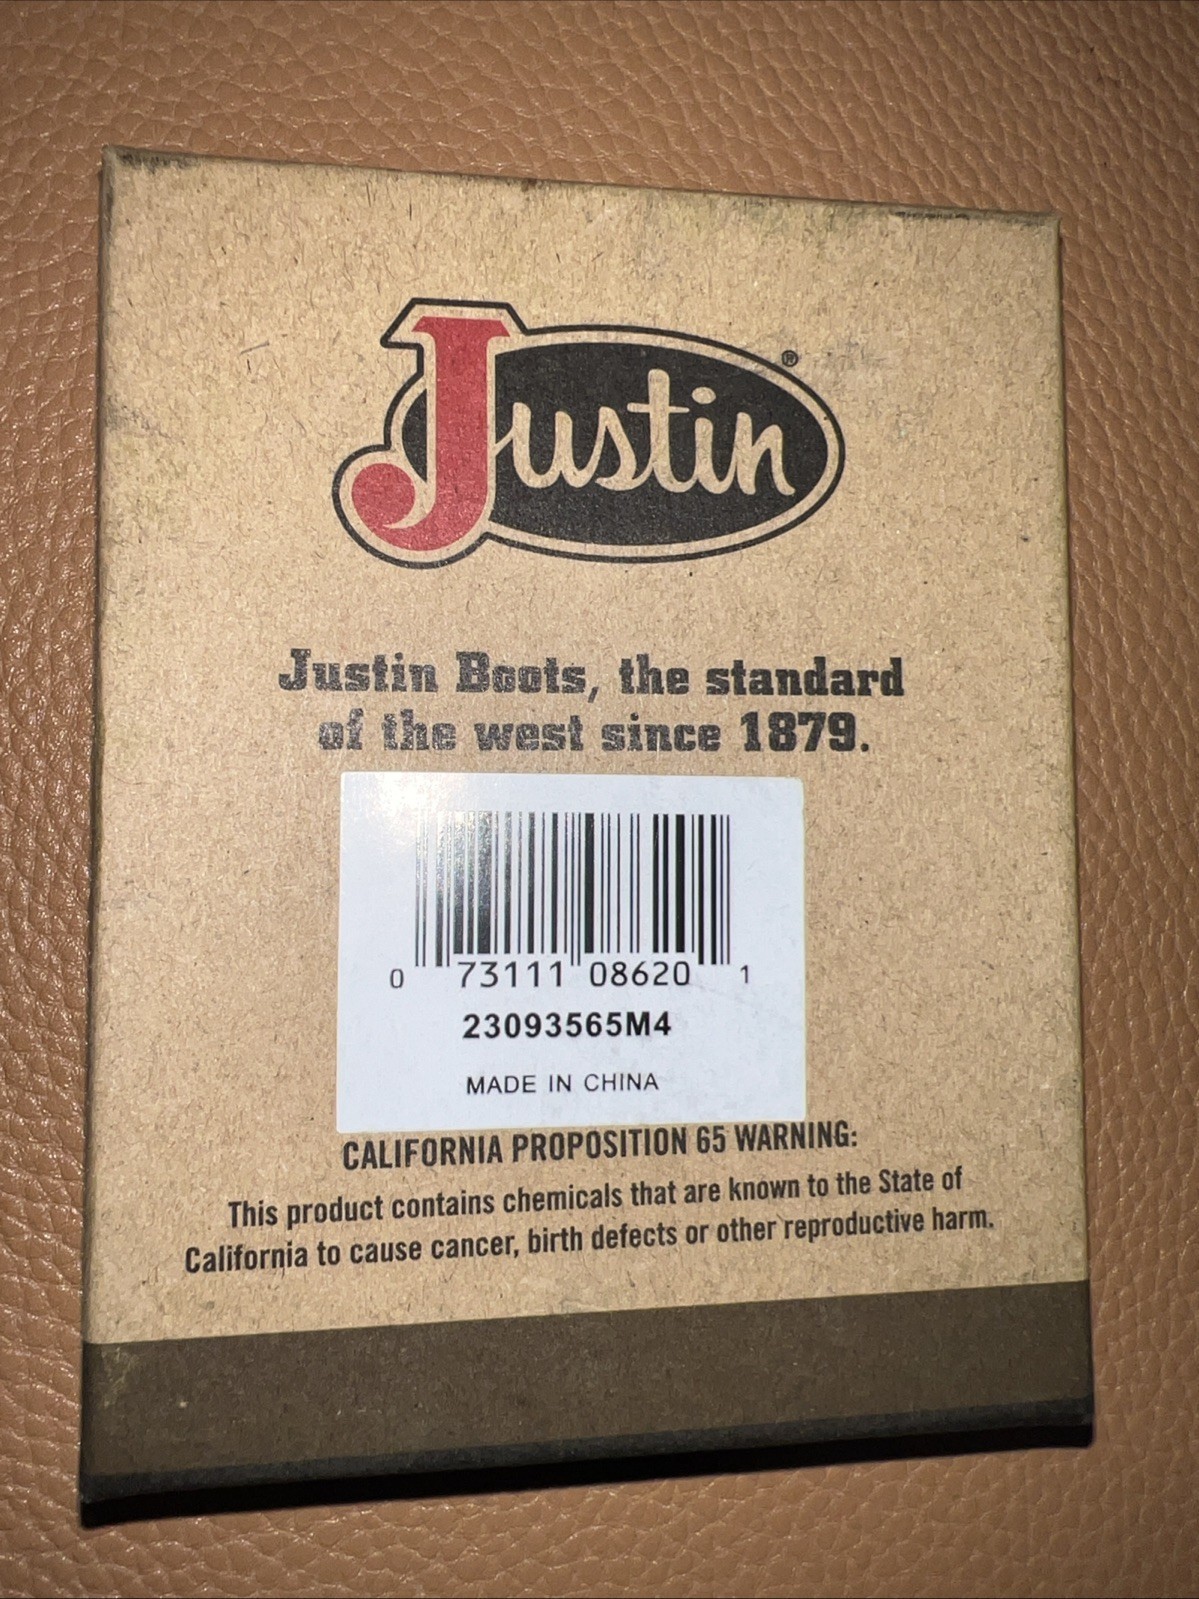 Justin®
Justin Boots, the standard
of the west since 1879.
0 73111 08620 1
23093565M4
MADE IN CHINA
CALIFORNIA PROPOSITION 65 WARNING:
This product contains chemicals that are known to the State of
California to cause cancer, birth defects or other reproductive harm.